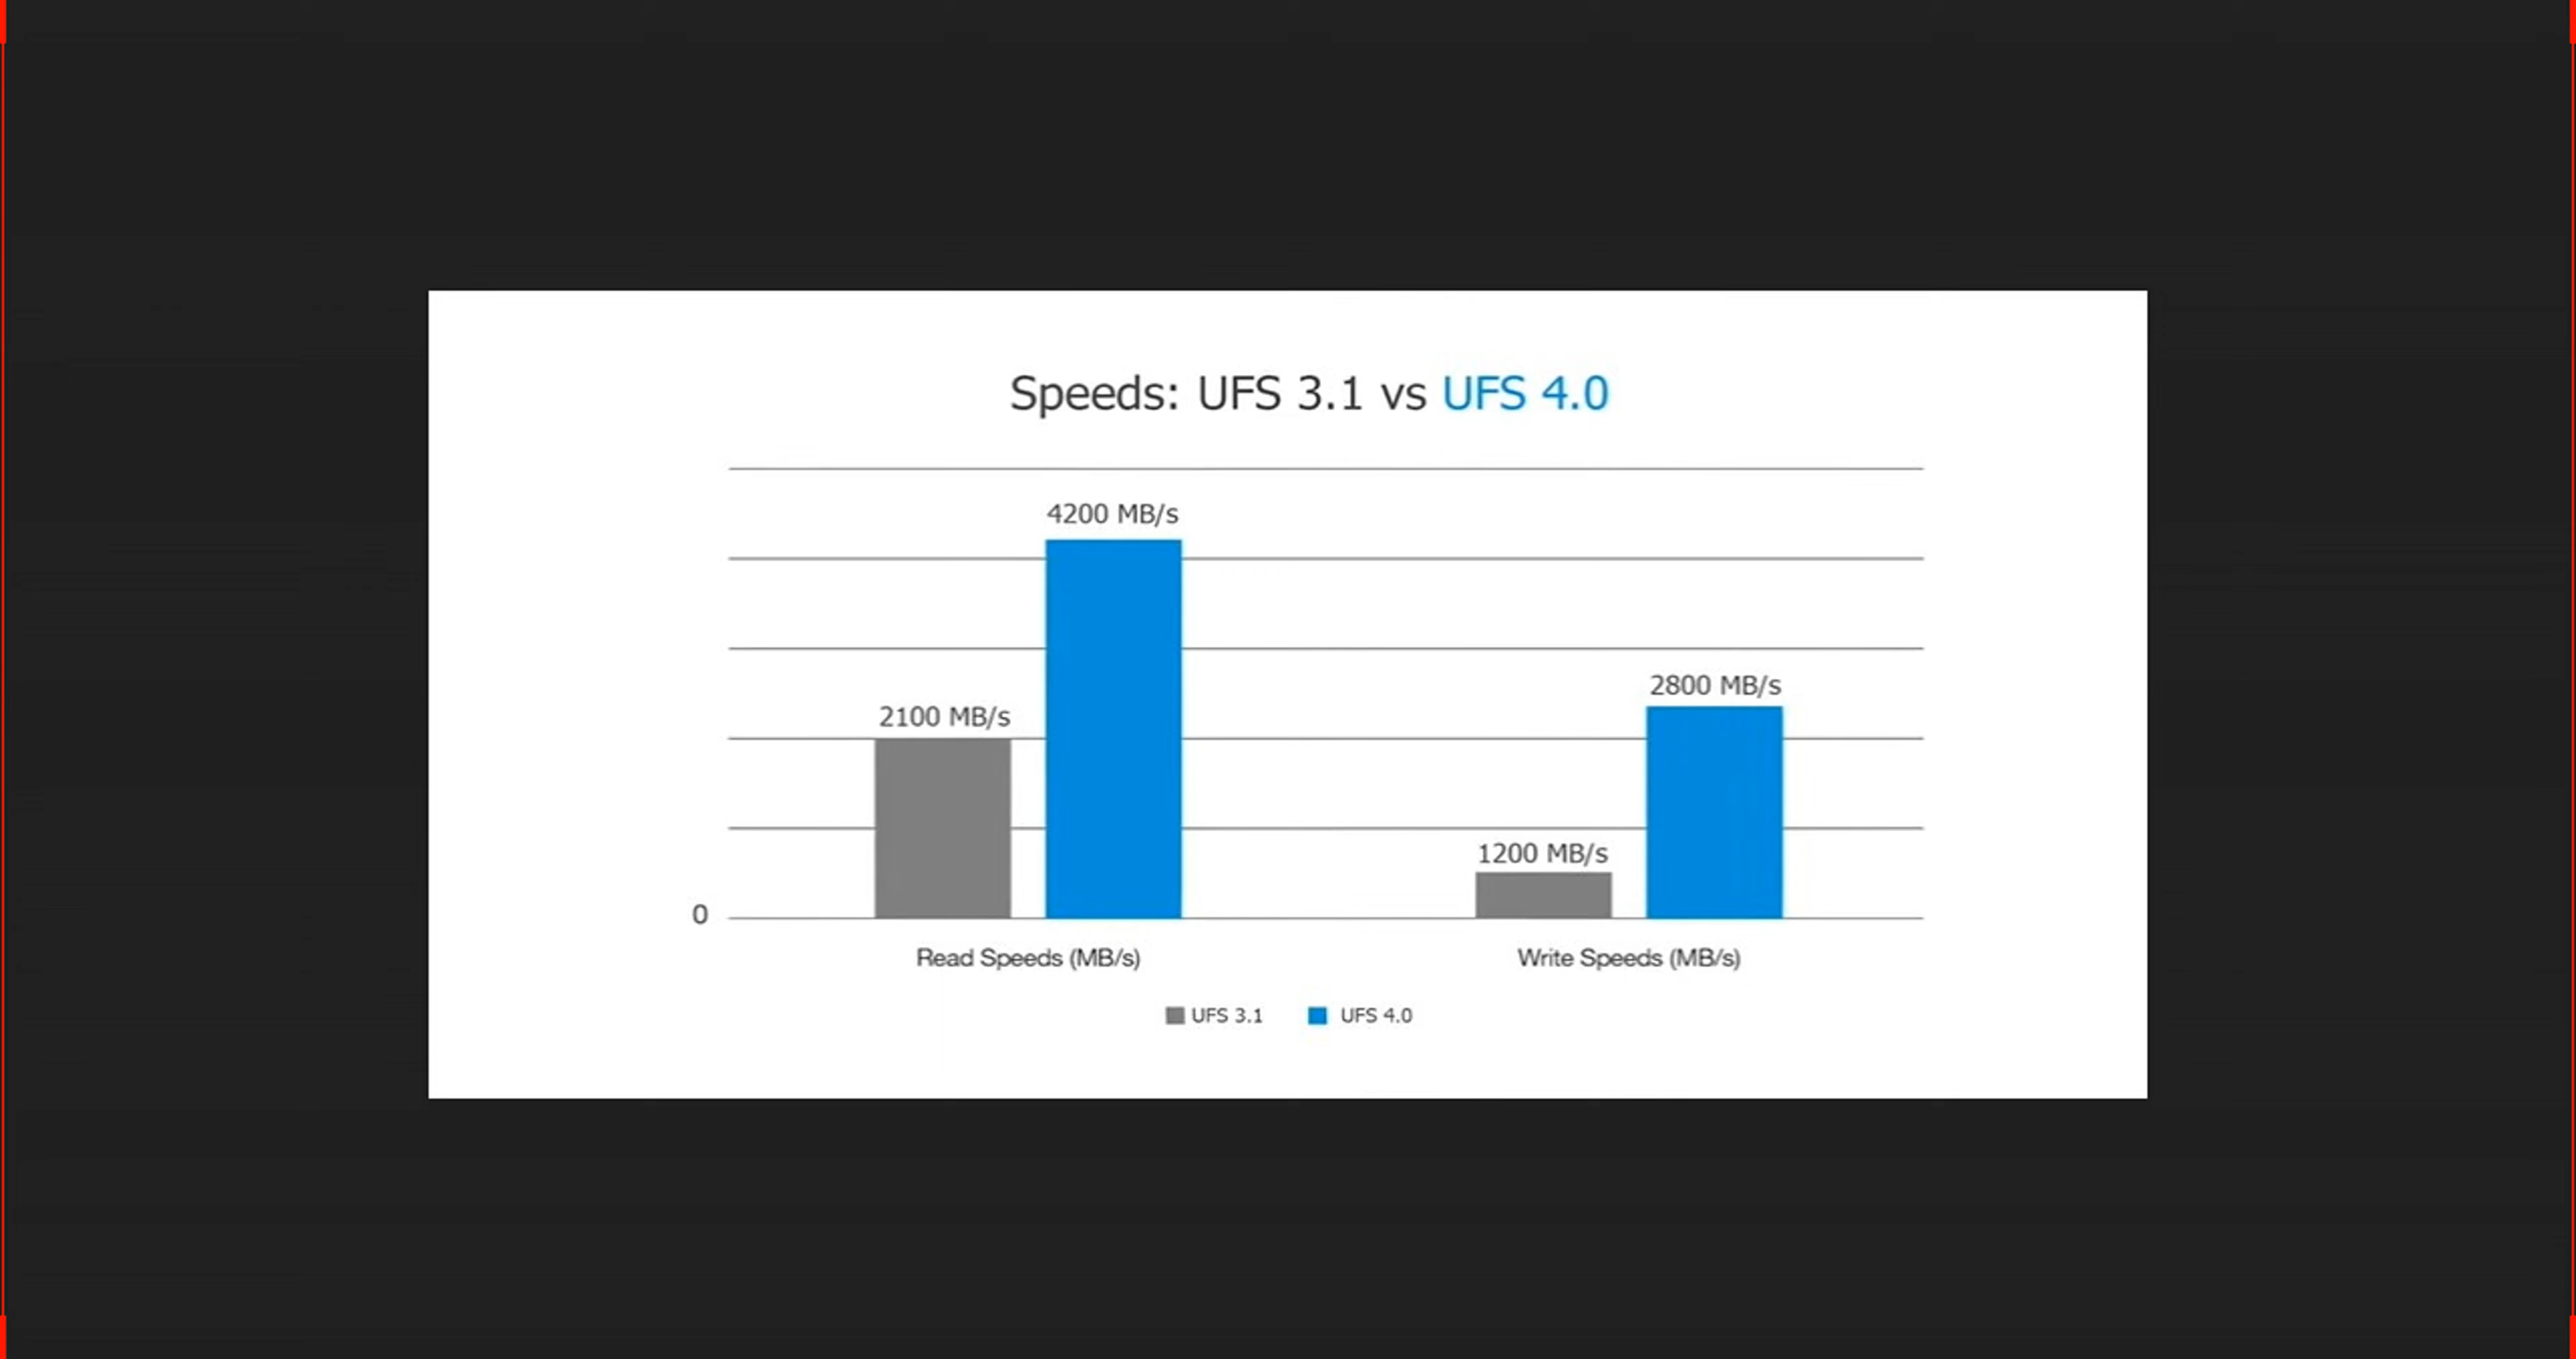 Speeds: UFS 3.1 vs UFS 4.0
4200 MB/s
2800 MB/s
2100 MB/s
1200 MB/s
0
Read Speeds (MB/s) Write Speeds (MB/s)
UFS 3.1 UFS 4.0